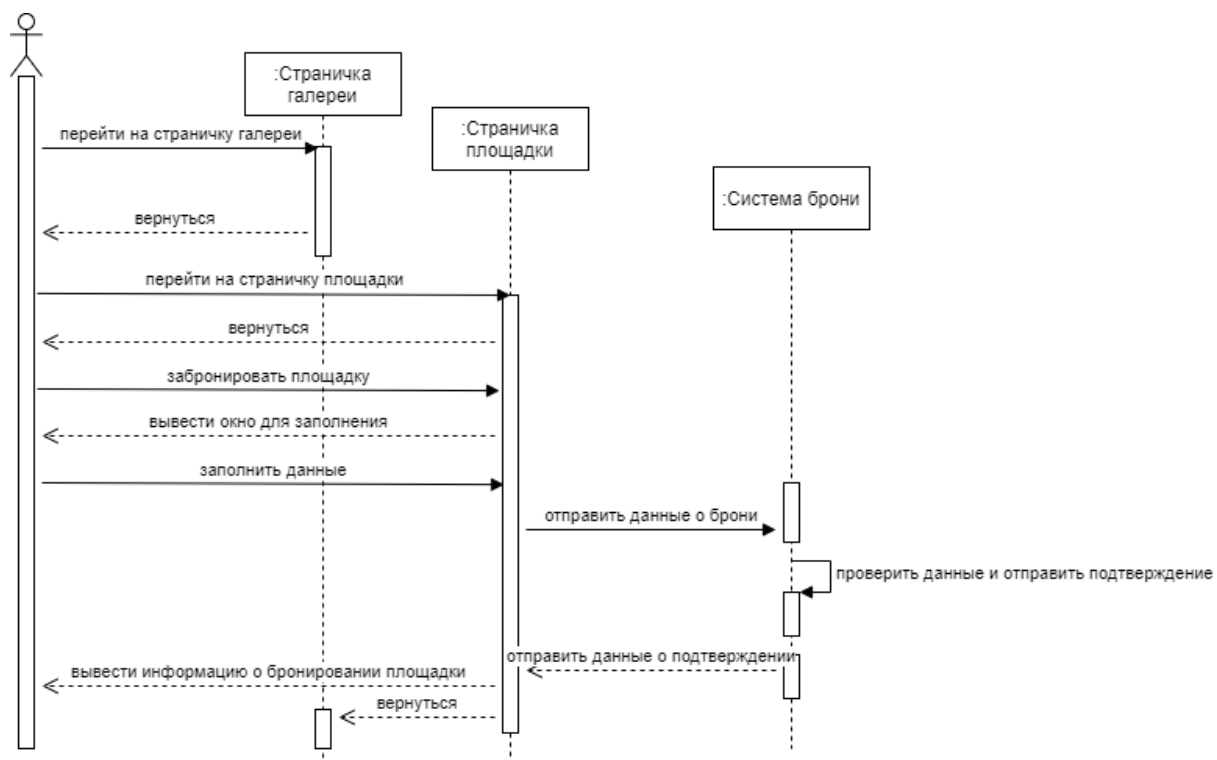 :Страничка
галереи
:Страничка
площадки
перейти на страничку галереи
:Система брони
вернуться
перейти на страничку площадки
вернуться
забронировать площадку
вывести окно для заполнения
заполнить данные
отправить данные о брони
проверить данные и отправить подтверждение
отправить данные о подтверждении
вывести информацию о бронировании площадки
вернуться